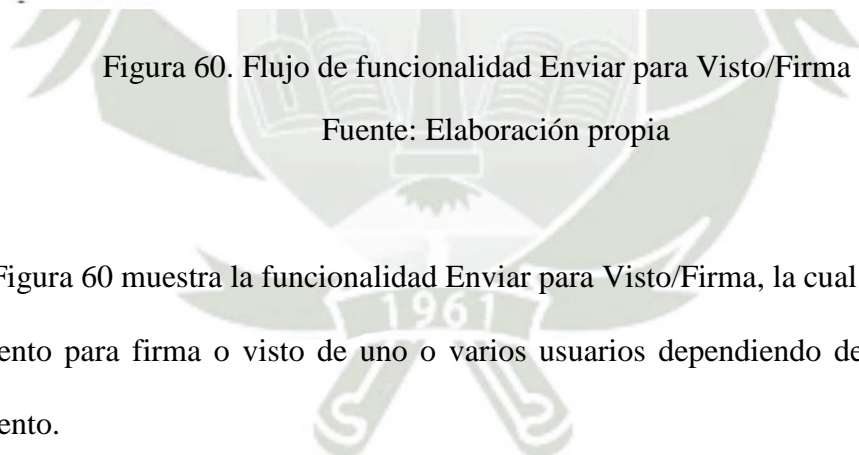 Figura 60. Flujo de funcionalidad Enviar para Visto/Firma
Fuente: Elaboración propia
Figura 60 muestra la funcionalidad Enviar para Visto/Firma, la cual
1961
ento para firma o visto de uno o varios usuarios dependiendo de
ento.
S S